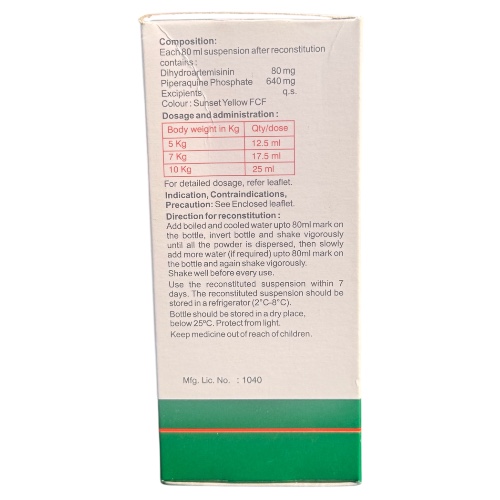 Composition:
Each 80 ml suspension after reconstitution
contains :
Dihydroartemisinin 80 mg
Piperaquine Phosphate 640 mg
Excipients q.s.
Colour : Sunset Yellow FCF
Dosage and administration :
Body weight in Kg Qty/dose
5 Kg 12.5 ml
7 Kg 17.5 ml
10 Kg 25 ml
For detailed dosage, refer leaflet.
Indication, Contraindications,
Precaution: See Enclosed leaflet.
Direction for reconstitution :
Add boiled and cooled water upto 80ml mark on
the bottle, invert bottle and shake vigorously
until all the powder is dispersed, then slowly
add more water (if required) upto 80ml mark on
the bottle and again shake vigorously.
Shake well before every use.
Use the reconstituted suspension within 7
days. The reconstituted suspension should be
stored in a refrigerator (2°C-8°C).
Bottle should be stored in a dry place,
below 25ºC. Protect from light.
Keep medicine out of reach of children.
Mfg. Lic. No. : 1040